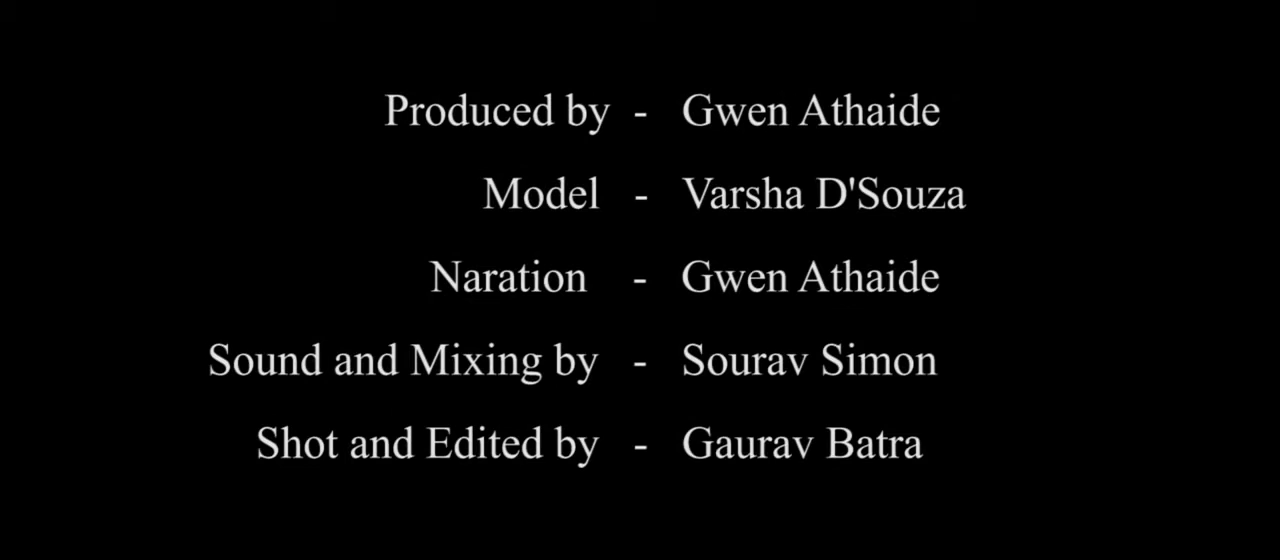 Produced by - Gwen Athaide
Model - Varsha D'Souza
Naration - Gwen Athaide
Sound and Mixing by - Sourav Simon
Shot and Edited by - Gaurav Batra